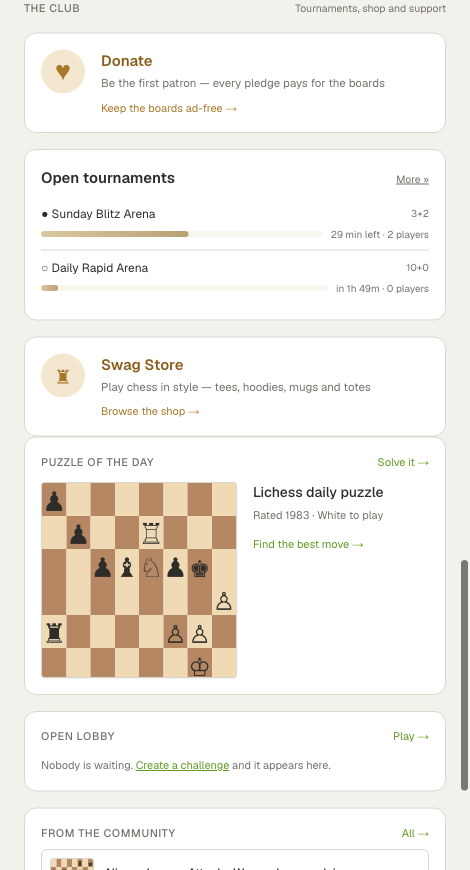 THE CLUB
Tournaments, shop and support
Donate
Be the first patron — every pledge pays for the boards
Keep the boards ad-free →
Open tournaments
More »
● Sunday Blitz Arena
3+2
29 min left · 2 players
○ Daily Rapid Arena
10+0
in 1h 49m · 0 players
Swag Store
Play chess in style — tees, hoodies, mugs and totes
Browse the shop →
PUZZLE OF THE DAY
Solve it →
Lichess daily puzzle
Rated 1983 · White to play
Find the best move →
OPEN LOBBY
Play →
Nobody is waiting. Create a challenge and it appears here.
FROM THE COMMUNITY
All →